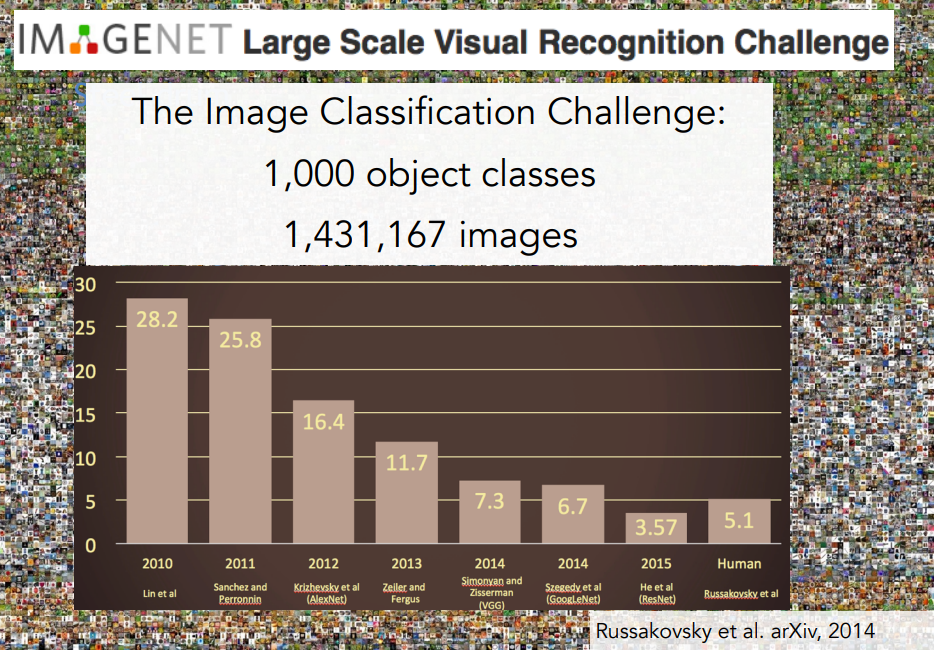 IMAGENET Large Scale Visual Recognition Challenge
The Image Classification Challenge:
1,000 object classes
1,431,167 images
30
25
20
15
10
5
0
28.2
25.8
16.4
11.7
7.3
6.7
3.57
5.1
2010
2011
2012
2013
2014
2014
2015
Human
Lin et al
Sanchez and
Perronnin
Krizhevsky et al
(AlexNet)
Zeiler and
Fergus
Simonyan and
Zisserman
(VGG)
Szegedy et al
(GoogLeNet)
He et al
(ResNet)
Russakovsky et al
Russakovsky et al. arXiv, 2014